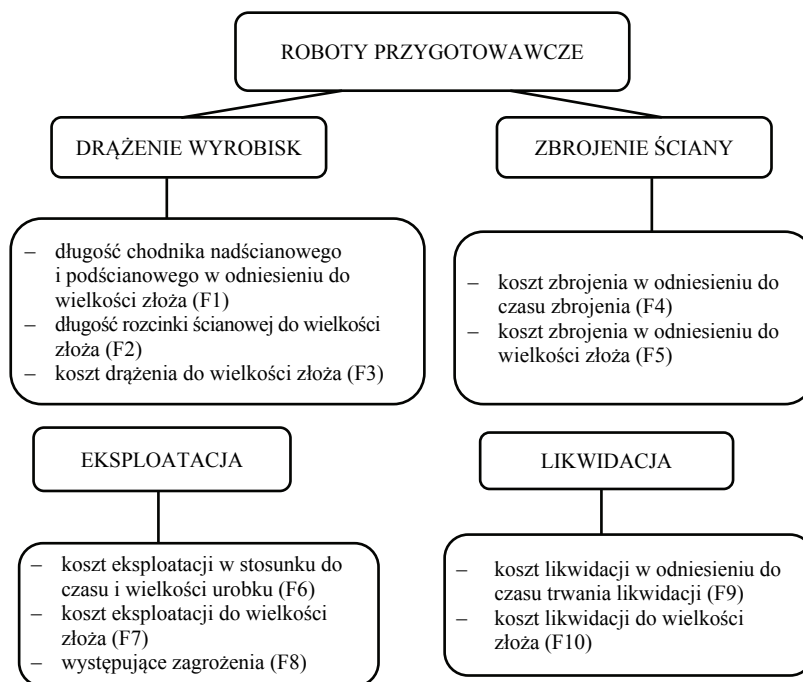 ROBOTY PRZYGOTOWAWCZE
DRĄŻENIE WYROBISK
ZBROJENIE ŚCIANY
– długość chodnika nadścianowego
i podścianowego w odniesieniu do
wielkości złoża (F1)
– długość rozcinki ścianowej do wielkości
złoża (F2)
– koszt drążenia do wielkości złoża (F3)
– koszt zbrojenia w odniesieniu do
czasu zbrojenia (F4)
– koszt zbrojenia w odniesieniu do
wielkości złoża (F5)
EKSPLOATACJA
LIKWIDACJA
– koszt eksploatacji w stosunku do
czasu i wielkości urobku (F6)
– koszt eksploatacji do wielkości
złoża (F7)
– występujące zagrożenia (F8)
– koszt likwidacji w odniesieniu do
czasu trwania likwidacji (F9)
– koszt likwidacji do wielkości
złoża (F10)